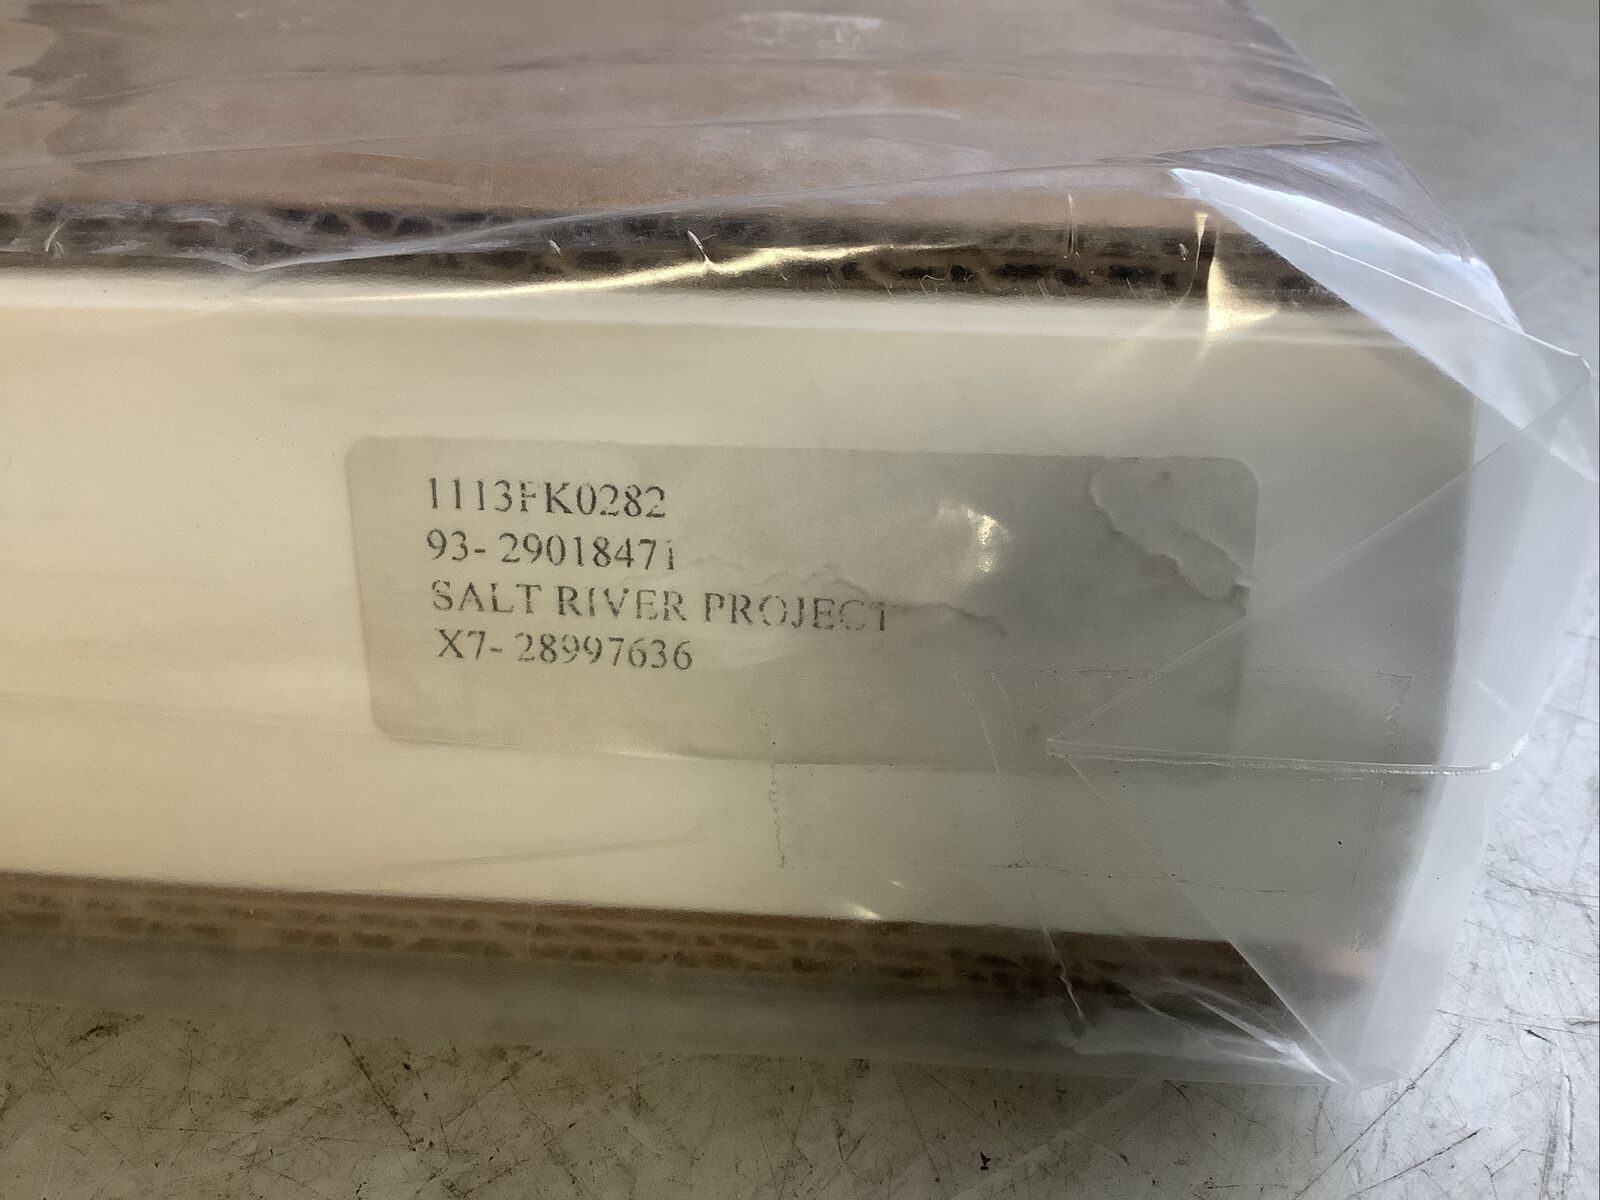 1113FK0282
93- 29018471
SALT RIVER PROJECT
X7- 28997636